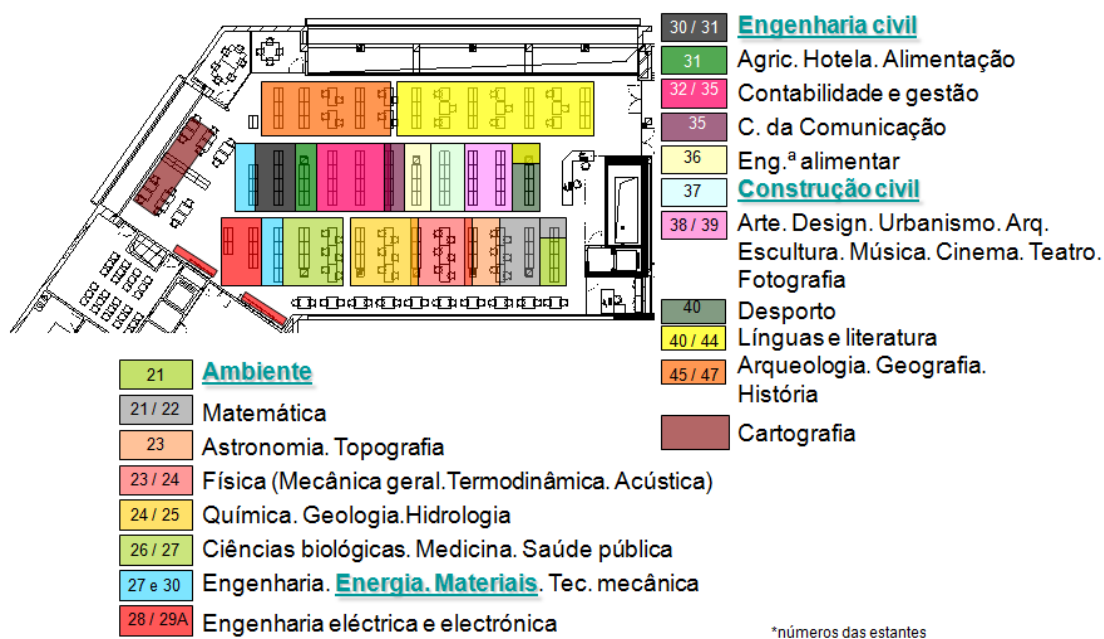 30 / 31 Engenharia civil
31 Agric. Hotela. Alimentação
32 / 35 Contabilidade e gestão
35 C. da Comunicação
36 Eng.ª alimentar
37 Construção civil
38 / 39 Arte. Design. Urbanismo. Arq.
Escultura. Música. Cinema. Teatro.
Fotografia
40 Desporto
40 / 44 Línguas e literatura
45 / 47 Arqueologia. Geografia.
História
Cartografia
21 Ambiente
21 / 22 Matemática
23 Astronomia. Topografia
23 / 24 Física (Mecânica geral.Termodinâmica. Acústica)
24 / 25 Química. Geologia.Hidrologia
26 / 27 Ciências biológicas. Medicina. Saúde pública
27 e 30 Engenharia. Energia. Materiais. Tec. mecânica
28 / 29A Engenharia eléctrica e electrónica
*números das estantes